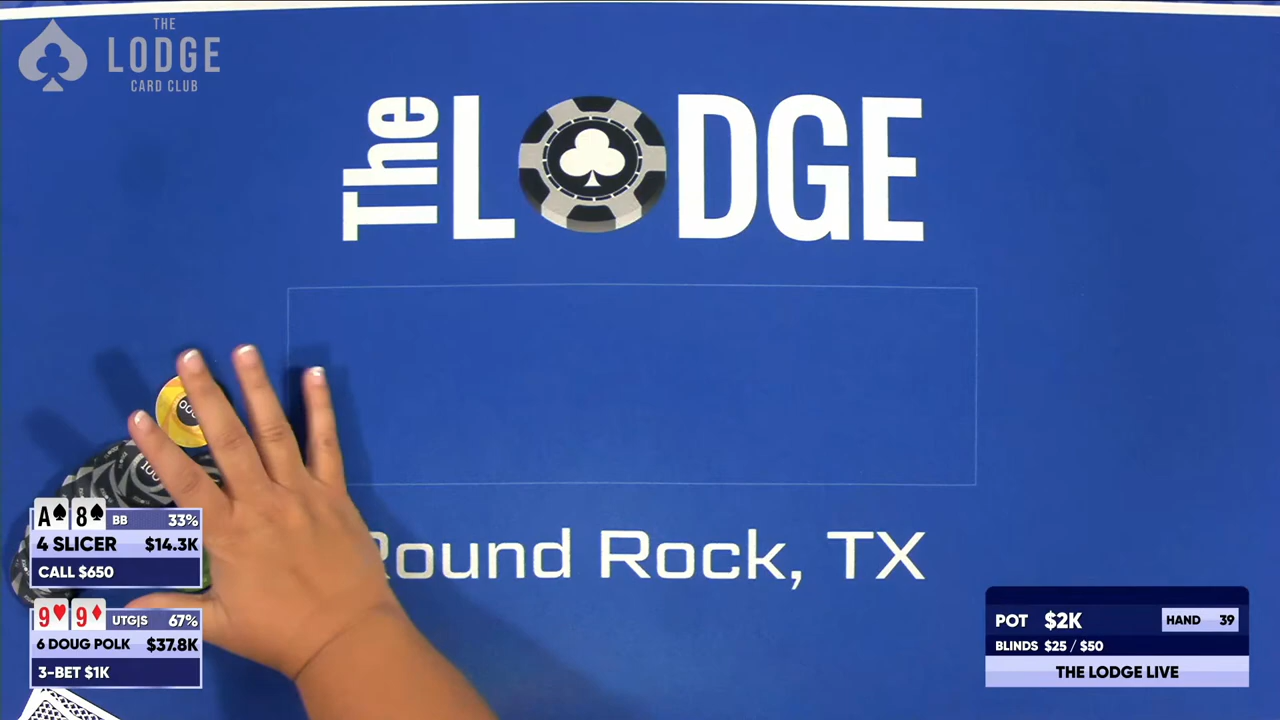 THE
LODGE
CARD CLUB
The LODGE
000
100
A♠ 8♠ BB 33%
4 SLICER $14.3K
CALL $650
9♥ 9♦ UTG|S 67%
6 DOUG POLK $37.8K
3-BET $1K
Round Rock, TX
POT $2K HAND 39
BLINDS $25 / $50
THE LODGE LIVE